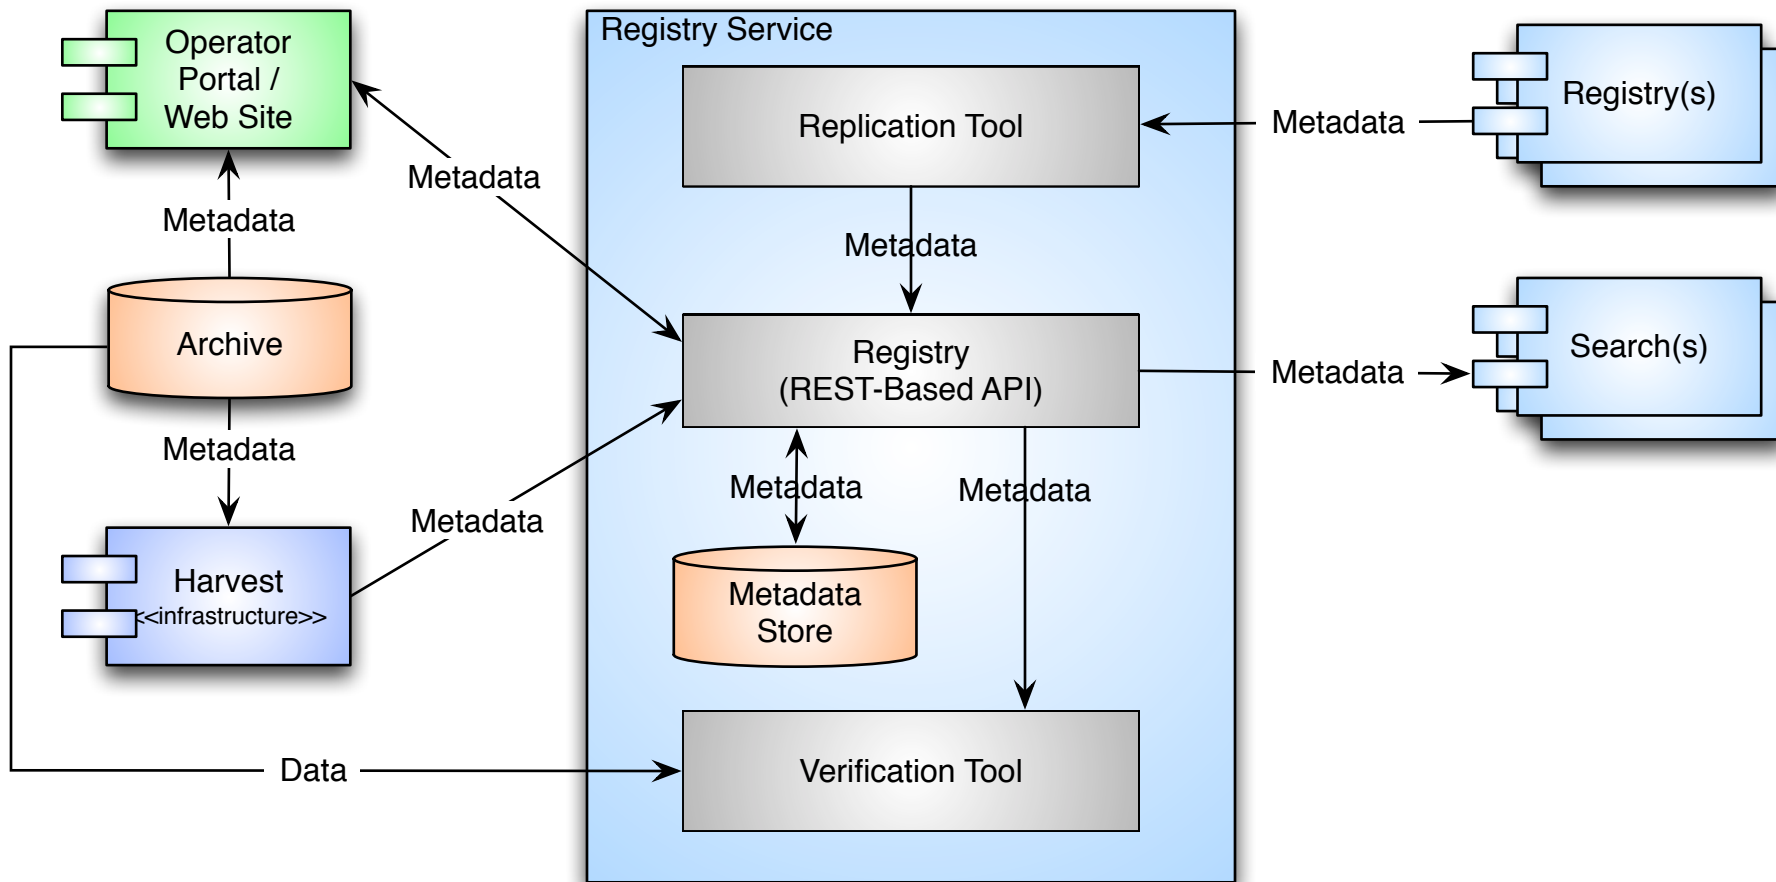 Operator
Portal /
Web Site
Registry Service
Replication Tool
Metadata
Registry(s)
Metadata
Metadata
Metadata
Archive
Registry
(REST-Based API)
Metadata
Search(s)
Metadata
Metadata
Metadata
Metadata
Harvest
<<infrastructure>>
Metadata
Store
Data
Verification Tool